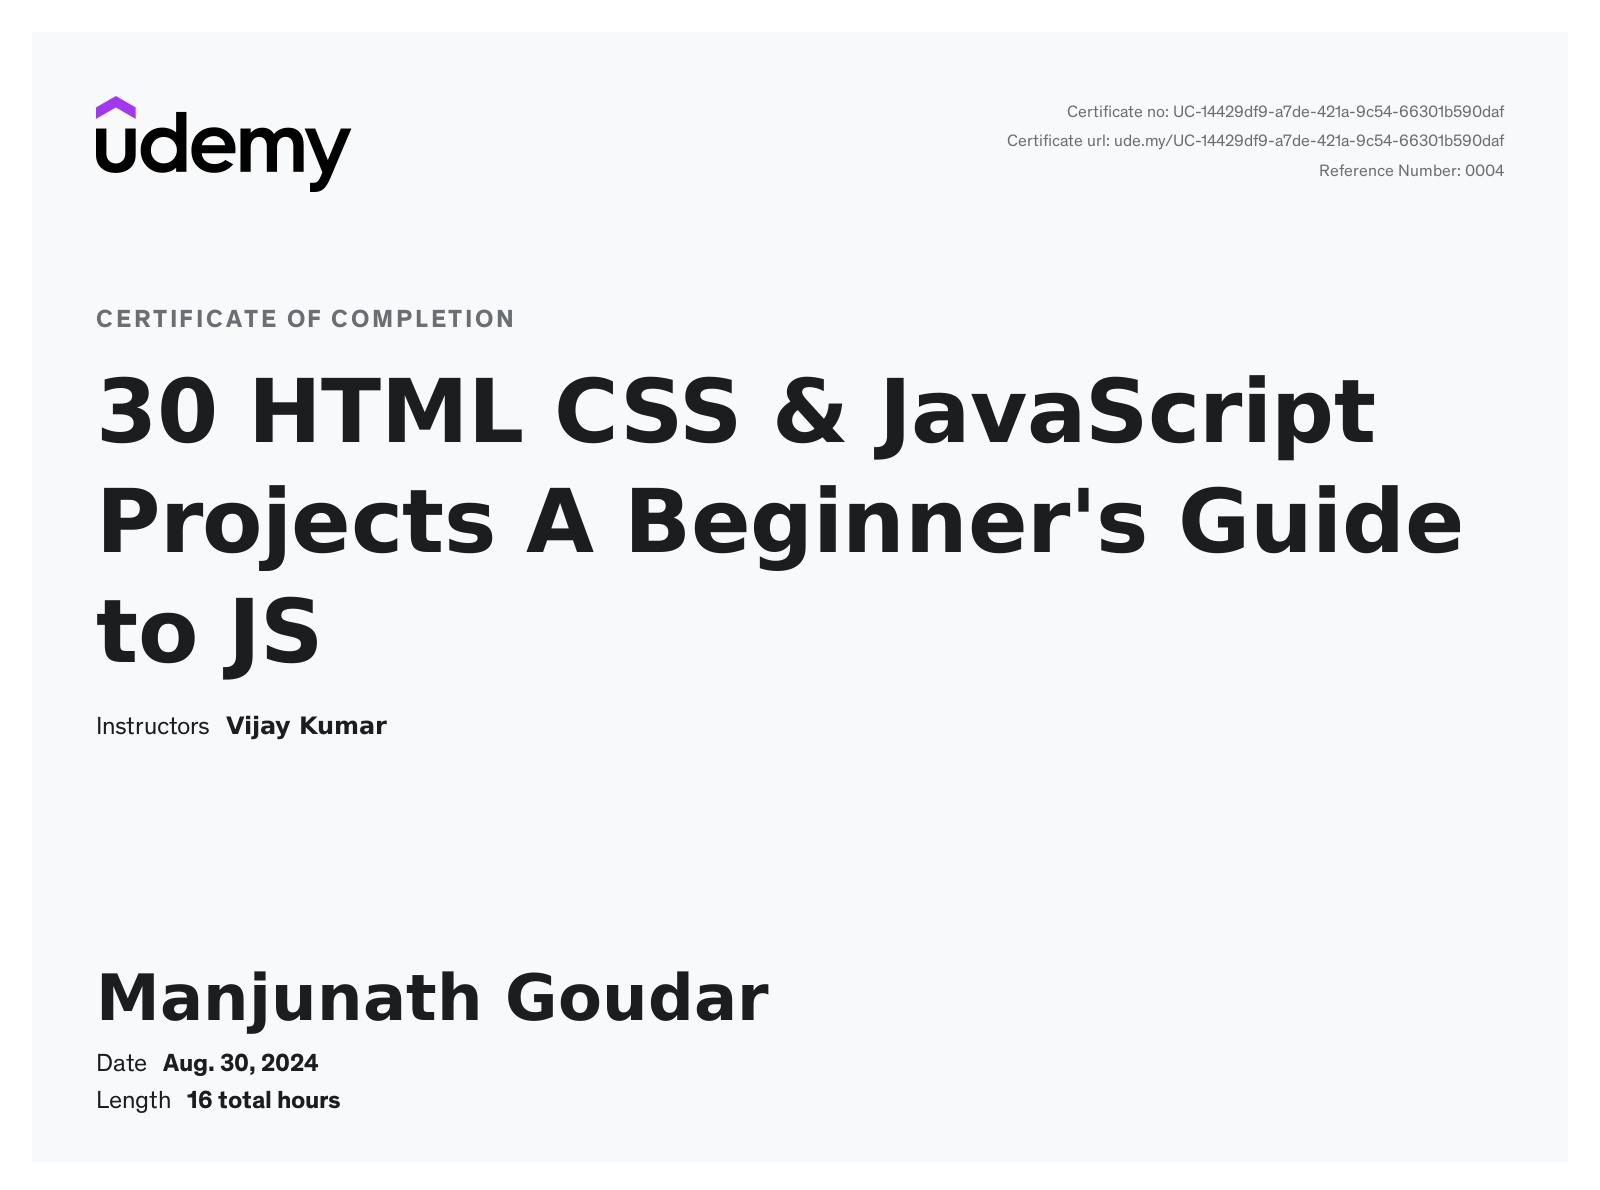 udemy
Certificate no: UC-14429df9-a7de-421a-9c54-66301b590daf
Certificate url: ude.my/UC-14429df9-a7de-421a-9c54-66301b590daf
Reference Number: 0004
CERTIFICATE OF COMPLETION
30 HTML CSS & JavaScript
Projects A Beginner's Guide
to JS
Instructors Vijay Kumar
Manjunath Goudar
Date Aug. 30, 2024
Length 16 total hours